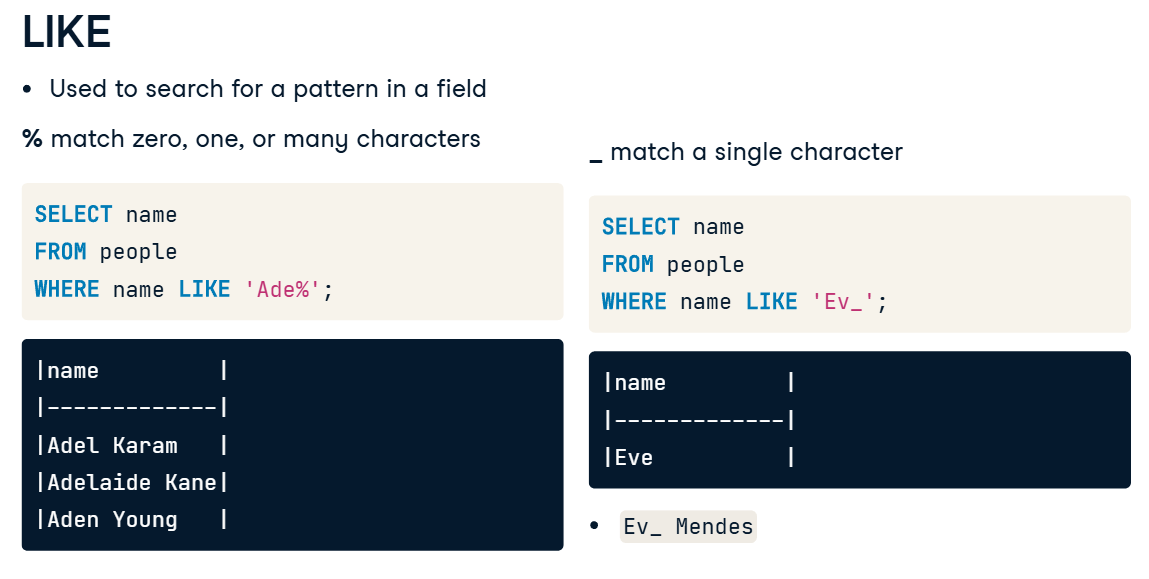 LIKE
• Used to search for a pattern in a field
% match zero, one, or many characters
SELECT name
FROM people
WHERE name LIKE 'Ade%';
|name         |
|-------------|
|Adel Karam   |
|Adelaide Kane|
|Aden Young   |
_ match a single character
SELECT name
FROM people
WHERE name LIKE 'Ev_';
|name         |
|-------------|
|Eve          |
• Ev_ Mendes